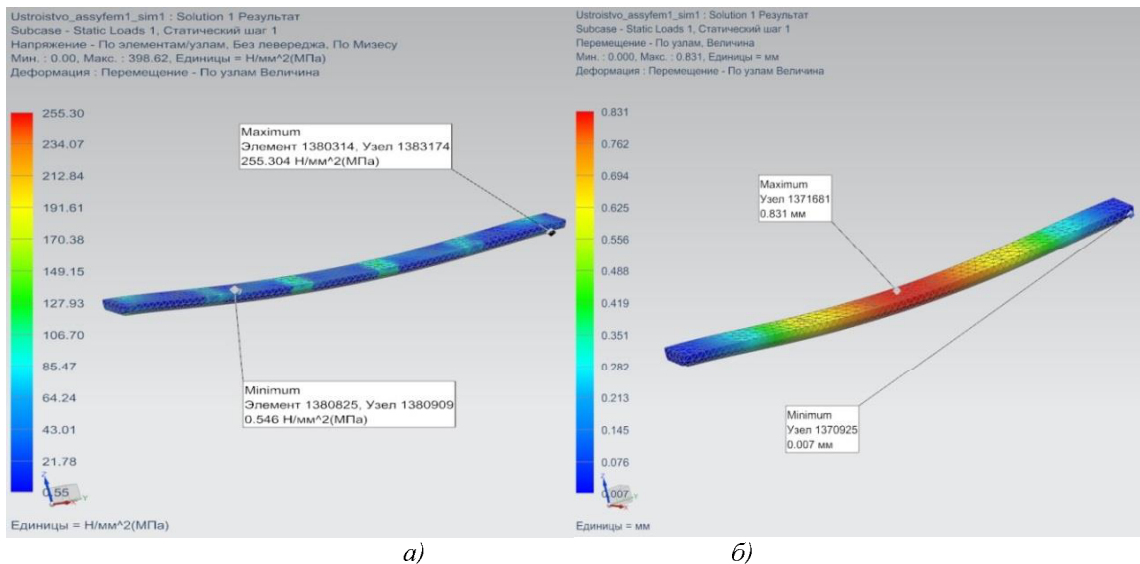 Ustroistvo_assyfem1_sim1 : Solution 1 Результат
Subcase - Static Loads 1, Статический шаг 1
Напряжение - По элементам/узлам, Без левереджа, По Мизесу
Мин. : 0.00, Макс. : 398.62, Единицы = Н/мм^2(МПа)
Деформация : Перемещение - По узлам Величина
255.30
234.07
212.84
191.61
170.38
149.15
127.93
106.70
85.47
64.24
43.01
21.78
0.55
Maximum
Элемент 1380314, Узел 1383174
255.304 Н/мм^2(МПа)
Minimum
Элемент 1380825, Узел 1380909
0.546 Н/мм^2(МПа)
Z
Y
X
Единицы = Н/мм^2(МПа)
Ustroistvo_assyfem1_sim1 : Solution 1 Результат
Subcase - Static Loads 1, Статический шаг 1
Перемещение - По узлам, Величина
Мин. : 0.000, Макс. : 0.831, Единицы = мм
Деформация : Перемещение - По узлам Величина
0.831
0.762
0.694
0.625
0.556
0.488
0.419
0.351
0.282
0.213
0.145
0.076
0.007
Maximum
Узел 1371681
0.831 мм
Minimum
Узел 1370925
0.007 мм
Z
Y
X
Единицы = мм
а)
б)